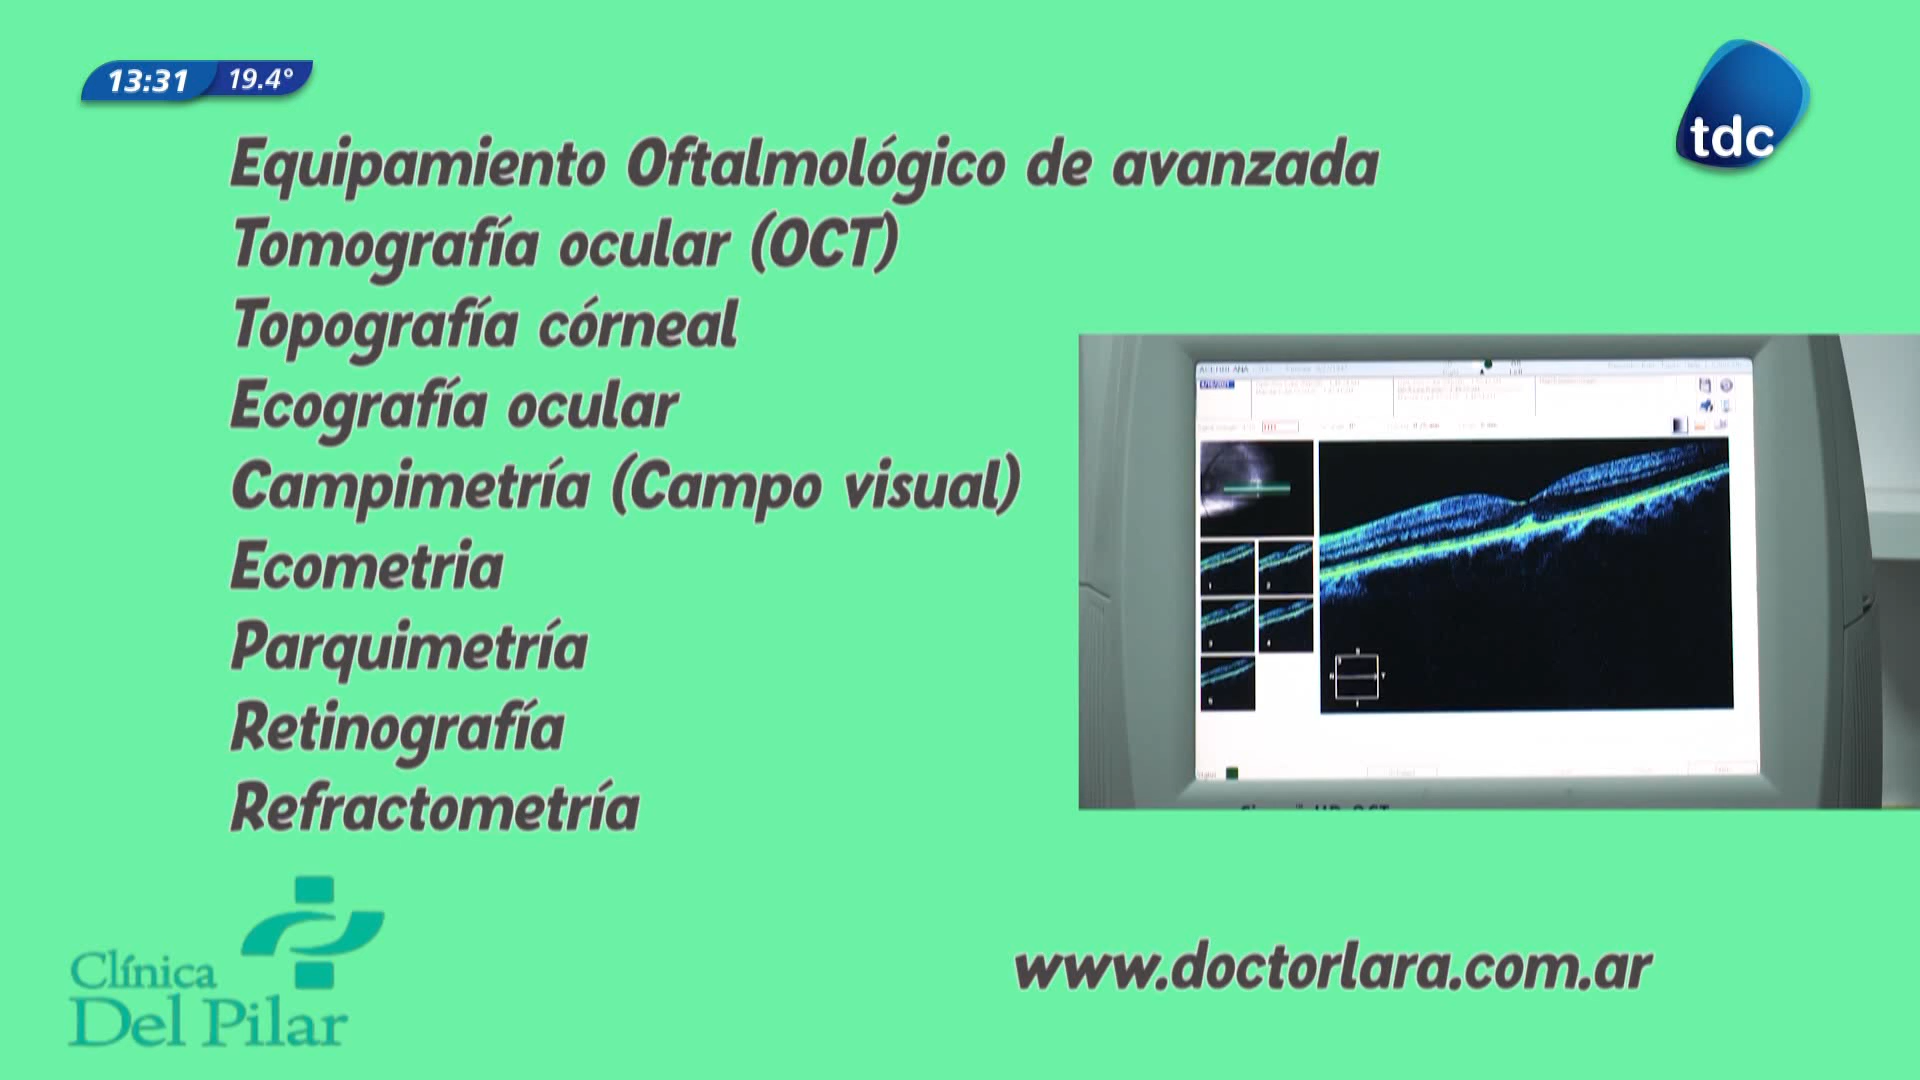 13:31 19.4°
tdc
Equipamiento Oftalmológico de avanzada
Tomografía ocular (OCT)
Topografía córneal
Ecografía ocular
Campimetría (Campo visual)
Ecometria
Parquimetría
Retinografía
Refractometría
Clínica
Del Pilar
www.doctorlara.com.ar